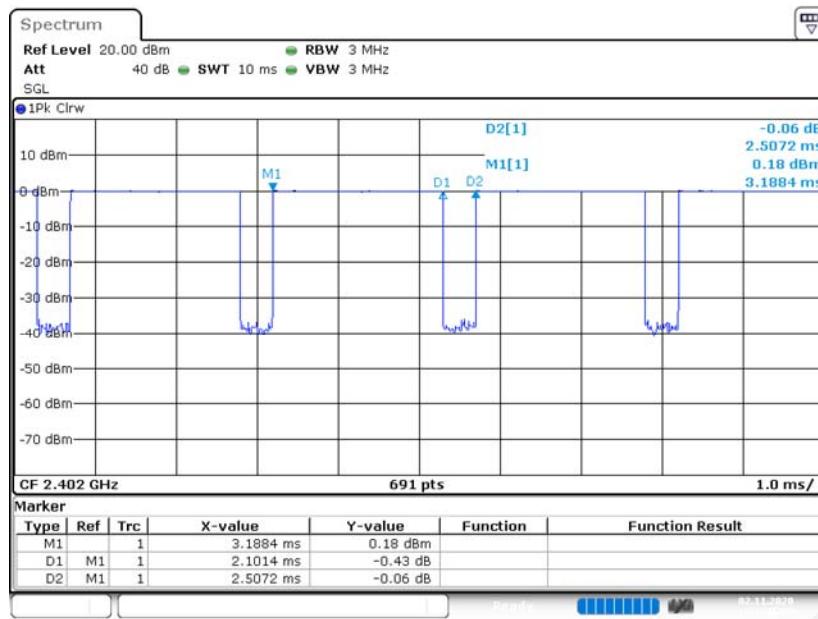 Spectrum
Ref Level 20.00 dBm RBW 3 MHz
Att 40 dB SWT 10 ms VBW 3 MHz
SGL
1Pk Clrw
D2[1] -0.06 dB
2.5072 ms
10 dBm
M1[1] 0.18 dBm
3.1884 ms
M1
D1 D2
0 dBm
-10 dBm
-20 dBm
-30 dBm
-40 dBm
-50 dBm
-60 dBm
-70 dBm
CF 2.402 GHz 691 pts 1.0 ms/
Marker
Type Ref Trc X-value Y-value Function Function Result
M1 1 3.1884 ms 0.18 dBm
D1 M1 1 2.1014 ms -0.43 dB
D2 M1 1 2.5072 ms -0.06 dB
Ready 02.11.2020